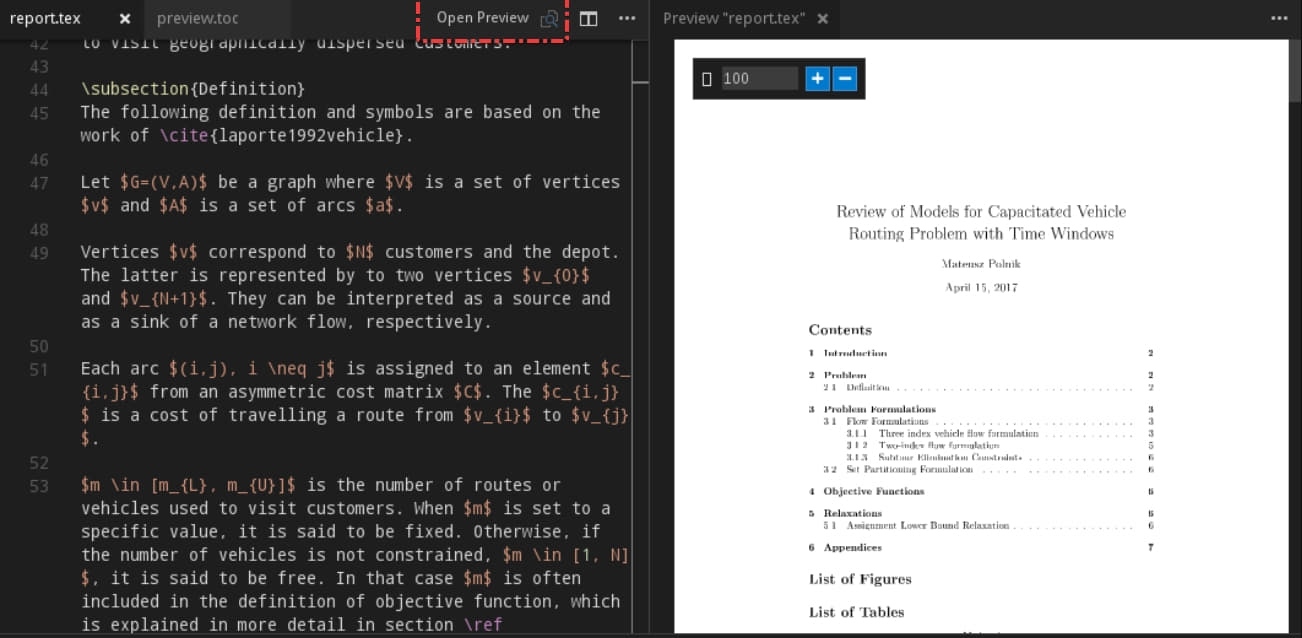 report.tex
preview.toc
Open Preview
42 to visit geographically dispersed customers.
43
44 \subsection{Definition}
45 The following definition and symbols are based on the
work of \cite{laporte1992vehicle}.
46
47 Let $G=(V,A)$ be a graph where $V$ is a set of vertices
$v$ and $A$ is a set of arcs $a$.
48
49 Vertices $v$ correspond to $N$ customers and the depot.
The latter is represented by to two vertices $v_{0}$
and $v_{N+1}$. They can be interpreted as a source and
as a sink of a network flow, respectively.
50
51 Each arc $(i,j), i \neq j$ is assigned to an element $c_
{i,j}$ from an asymmetric cost matrix $C$. The $c_{i,j}
$ is a cost of travelling a route from $v_{i}$ to $v_{j}
$.
52
53 $m \in [m_{L}, m_{U}]$ is the number of routes or
vehicles used to visit customers. When $m$ is set to a
specific value, it is said to be fixed. Otherwise, if
the number of vehicles is not constrained, $m \in [1, N]
$, it is said to be free. In that case $m$ is often
included in the definition of objective function, which
is explained in more detail in section \ref
Preview "report.tex"
100
Review of Models for Capacitated Vehicle
Routing Problem with Time Windows
Mateusz Polnik
April 15, 2017
Contents
1 Introduction 2
2 Problem 2
2.1 Definition 2
3 Problem Formulations 3
3.1 Flow Formulations 3
3.1.1 Three index vehicle flow formulation 3
3.1.2 Two-index flow formulation 5
3.1.3 Subtour Elimination Constraints 6
3.2 Set Partitioning Formulation 6
4 Objective Functions 6
5 Relaxations 6
5.1 Assignment Lower Bound Relaxation 6
6 Appendices 7
List of Figures
List of Tables